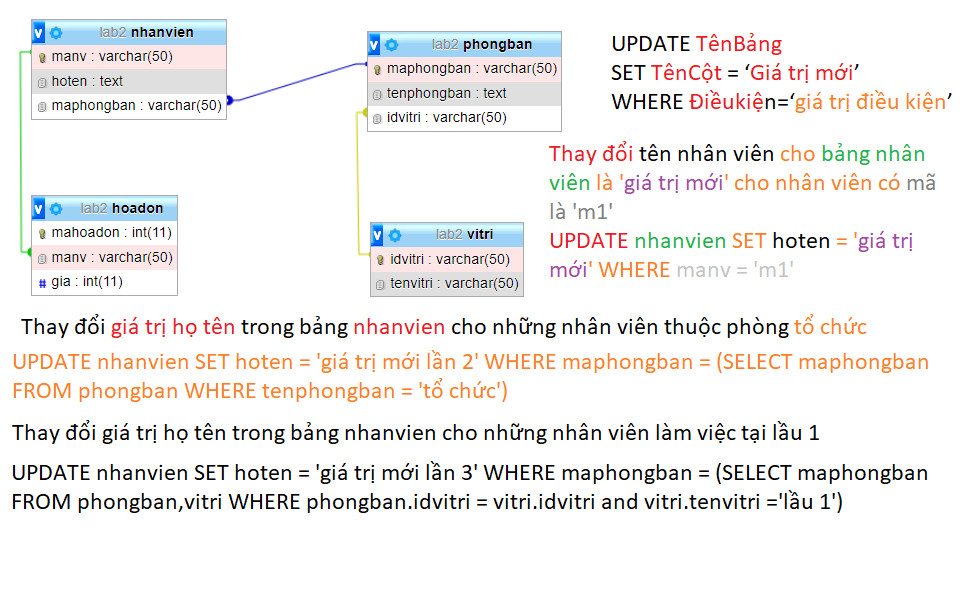 lab2 nhanvien
manv : varchar(50)
hoten : text
maphongban : varchar(50)
lab2 phongban
maphongban : varchar(50)
tenphongban : text
idvitri : varchar(50)
UPDATE TênBảng
SET TênCột = ‘Giá trị mới’
WHERE Điềukiện=‘giá trị điều kiện’
Thay đổi tên nhân viên cho bảng nhân
viên là 'giá trị mới' cho nhân viên có mã
là 'm1'
UPDATE nhanvien SET hoten = 'giá trị
mới' WHERE manv = 'm1'
lab2 hoadon
mahoadon : int(11)
manv : varchar(50)
# gia : int(11)
lab2 vitri
idvitri : varchar(50)
tenvitri : varchar(50)
Thay đổi giá trị họ tên trong bảng nhanvien cho những nhân viên thuộc phòng tổ chức
UPDATE nhanvien SET hoten = 'giá trị mới lần 2' WHERE maphongban = (SELECT maphongban
FROM phongban WHERE tenphongban = 'tổ chức')
Thay đổi giá trị họ tên trong bảng nhanvien cho những nhân viên làm việc tại lầu 1
UPDATE nhanvien SET hoten = 'giá trị mới lần 3' WHERE maphongban = (SELECT maphongban
FROM phongban,vitri WHERE phongban.idvitri = vitri.idvitri and vitri.tenvitri ='lầu 1')